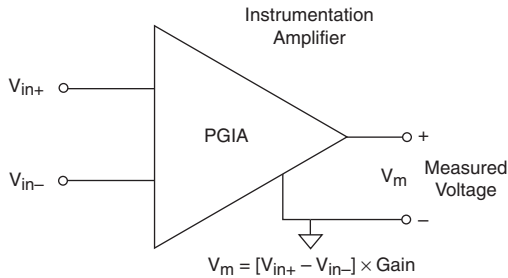 Instrumentation
Amplifier
Vin+
PGIA
+
Vin–
Vm
Measured
Voltage
–
Vm = [Vin+ – Vin–] × Gain